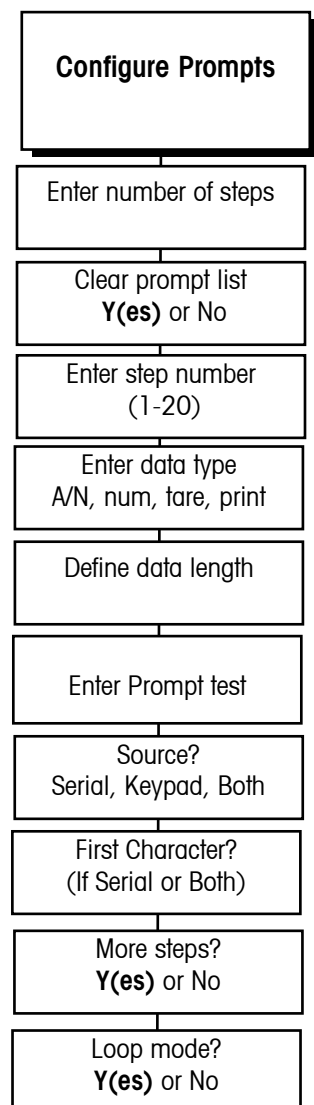 Configure Prompts
Enter number of steps
Clear prompt list
Y(es) or No
Enter step number
(1-20)
Enter data type
A/N, num, tare, print
Define data length
Enter Prompt test
Source?
Serial, Keypad, Both
First Character?
(If Serial or Both)
More steps?
Y(es) or No
Loop mode?
Y(es) or No